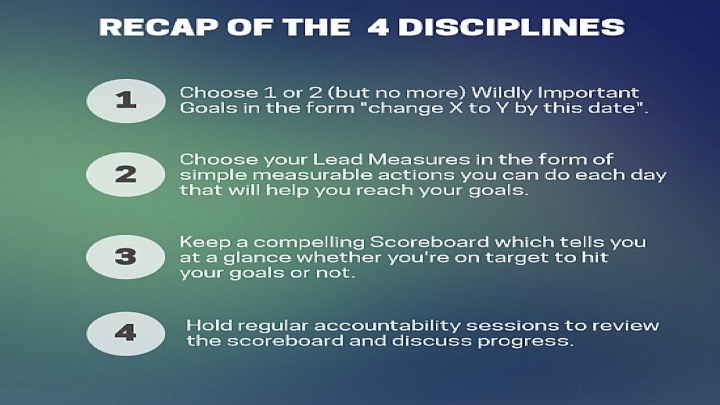 RECAP OF THE 4 DISCIPLINES
1
Choose 1 or 2 (but no more) Wildly Important
Goals in the form "change X to Y by this date".
2
Choose your Lead Measures in the form of
simple measurable actions you can do each day
that will help you reach your goals.
3
Keep a compelling Scoreboard which tells you
at a glance whether you're on target to hit
your goals or not.
4
Hold regular accountability sessions to review
the scoreboard and discuss progress.